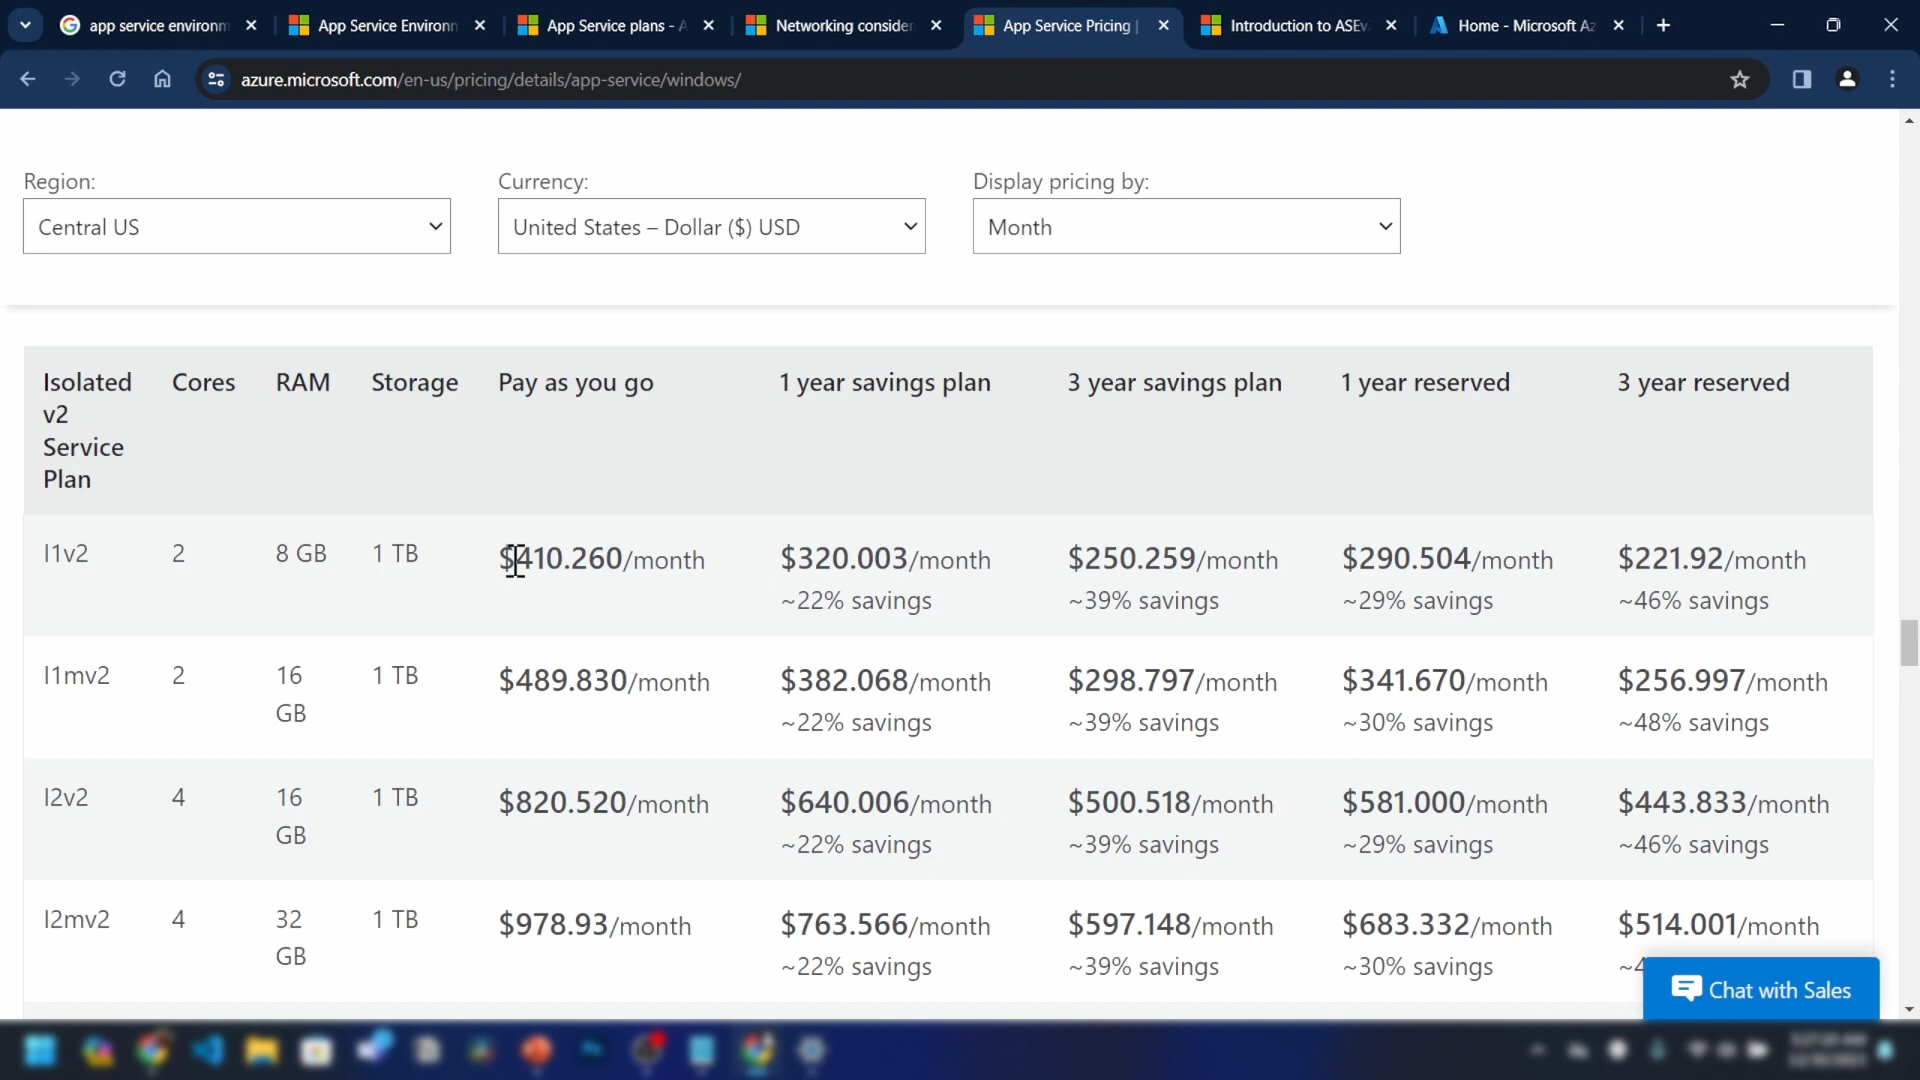 app service environm
App Service Environm
App Service plans - A
Networking consider
App Service Pricing |
Introduction to ASEv
Home - Microsoft Az
azure.microsoft.com/en-us/pricing/details/app-service/windows/
Region:
Currency:
Display pricing by:
Central US
United States – Dollar ($) USD
Month
Isolated v2 Service Plan Cores RAM Storage Pay as you go 1 year savings plan 3 year savings plan 1 year reserved 3 year reserved
I1v2 2 8 GB 1 TB $410.260/month $320.003/month $250.259/month $290.504/month $221.92/month
~22% savings ~39% savings ~29% savings ~46% savings
I1mv2 2 16 GB 1 TB $489.830/month $382.068/month $298.797/month $341.670/month $256.997/month
~22% savings ~39% savings ~30% savings ~48% savings
I2v2 4 16 GB 1 TB $820.520/month $640.006/month $500.518/month $581.000/month $443.833/month
~22% savings ~39% savings ~29% savings ~46% savings
I2mv2 4 32 GB 1 TB $978.93/month $763.566/month $597.148/month $683.332/month $514.001/month
~22% savings ~39% savings ~30% savings
Chat with Sales